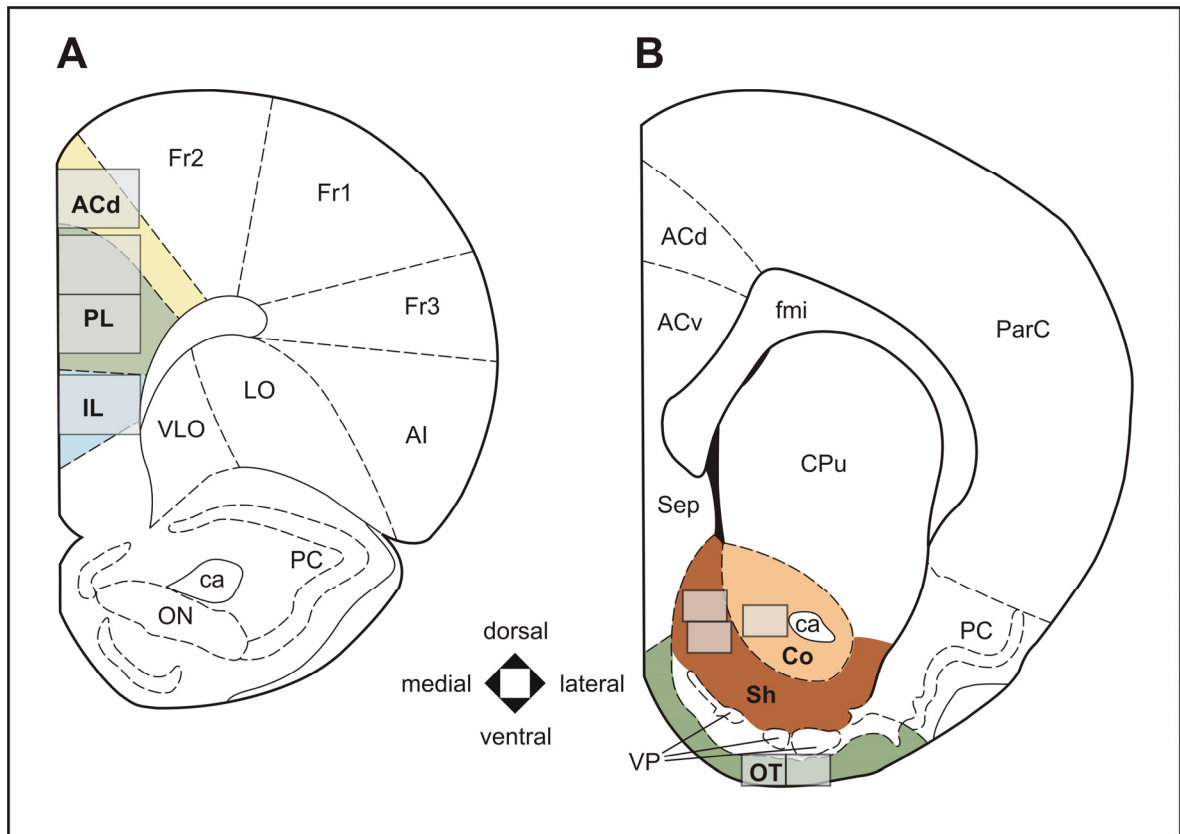 A
Fr2
Fr1
ACd
PL
Fr3
IL
LO
VLO
AI
PC
ca
ON
dorsal
medial
lateral
ventral
B
ACd
fmi
ACv
ParC
CPu
Sep
ca
PC
Co
Sh
VP
OT